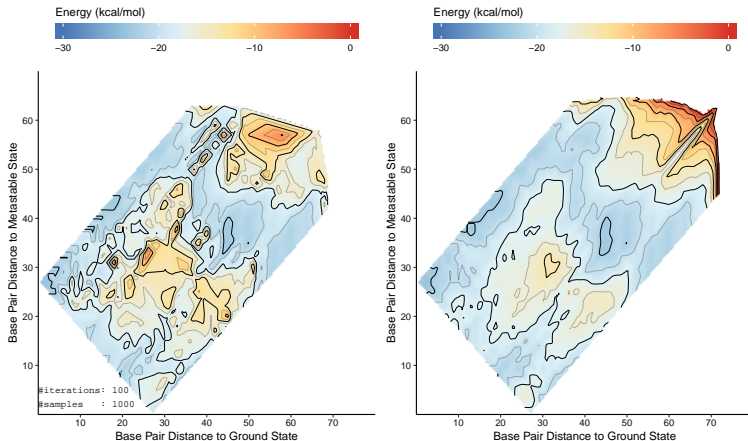 Energy (kcal/mol)
−30 −20 −10 0
Base Pair Distance to Metastable State
60
50
40
30
20
10
#iterations: 100
#samples   : 1000
10 20 30 40 50 60 70
Base Pair Distance to Ground State
Energy (kcal/mol)
−30 −20 −10 0
Base Pair Distance to Metastable State
60
50
40
30
20
10
10 20 30 40 50 60 70
Base Pair Distance to Ground State